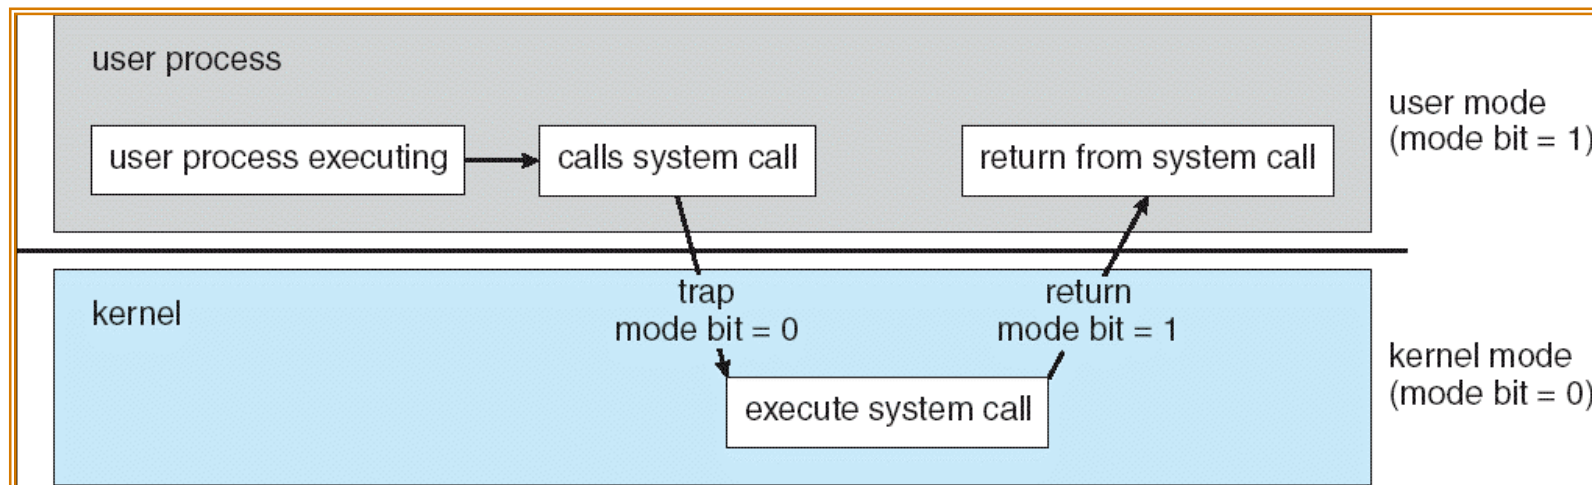 user process
user process executing
calls system call
return from system call
user mode
(mode bit = 1)
kernel
trap
mode bit = 0
return
mode bit = 1
execute system call
kernel mode
(mode bit = 0)